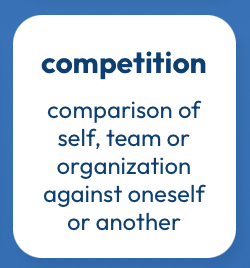 competition
comparison of
self, team or
organization
against oneself
or another